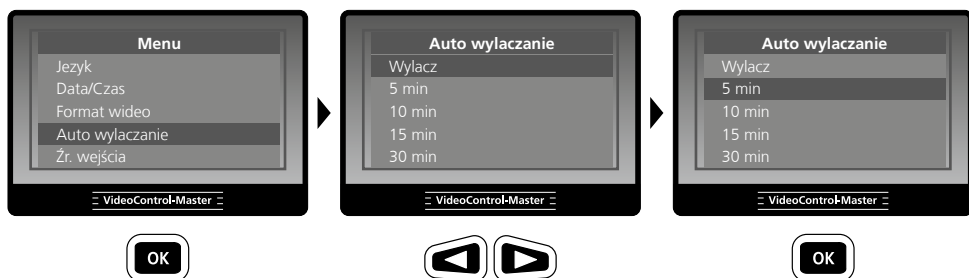 Menu
Jezyk
Data/Czas
Format wideo
Auto wylaczanie
Źr. wejścia
VideoControl-Master
OK
Auto wylaczanie
Wylacz
5 min
10 min
15 min
30 min
VideoControl-Master
Auto wylaczanie
Wylacz
5 min
10 min
15 min
30 min
VideoControl-Master
OK